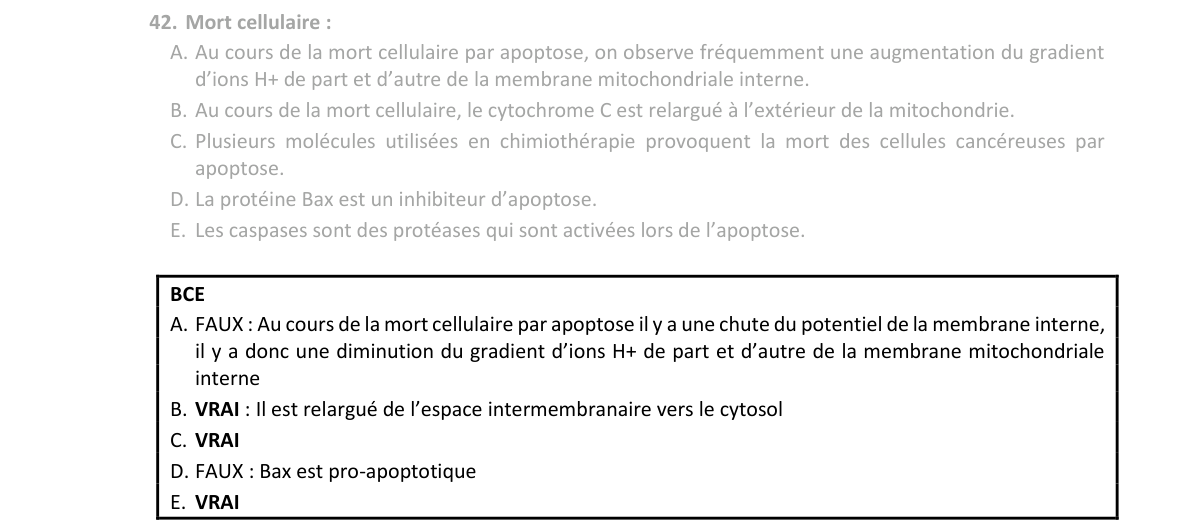 42. Mort cellulaire :
A. Au cours de la mort cellulaire par apoptose, on observe fréquemment une augmentation du gradient
d’ions H+ de part et d’autre de la membrane mitochondriale interne.
B. Au cours de la mort cellulaire, le cytochrome C est relargué à l’extérieur de la mitochondrie.
C. Plusieurs molécules utilisées en chimiothérapie provoquent la mort des cellules cancéreuses par
apoptose.
D. La protéine Bax est un inhibiteur d’apoptose.
E. Les caspases sont des protéases qui sont activées lors de l’apoptose.
BCE
A. FAUX : Au cours de la mort cellulaire par apoptose il y a une chute du potentiel de la membrane interne,
il y a donc une diminution du gradient d’ions H+ de part et d’autre de la membrane mitochondriale
interne
B. VRAI : Il est relargué de l’espace intermembranaire vers le cytosol
C. VRAI
D. FAUX : Bax est pro-apoptotique
E. VRAI